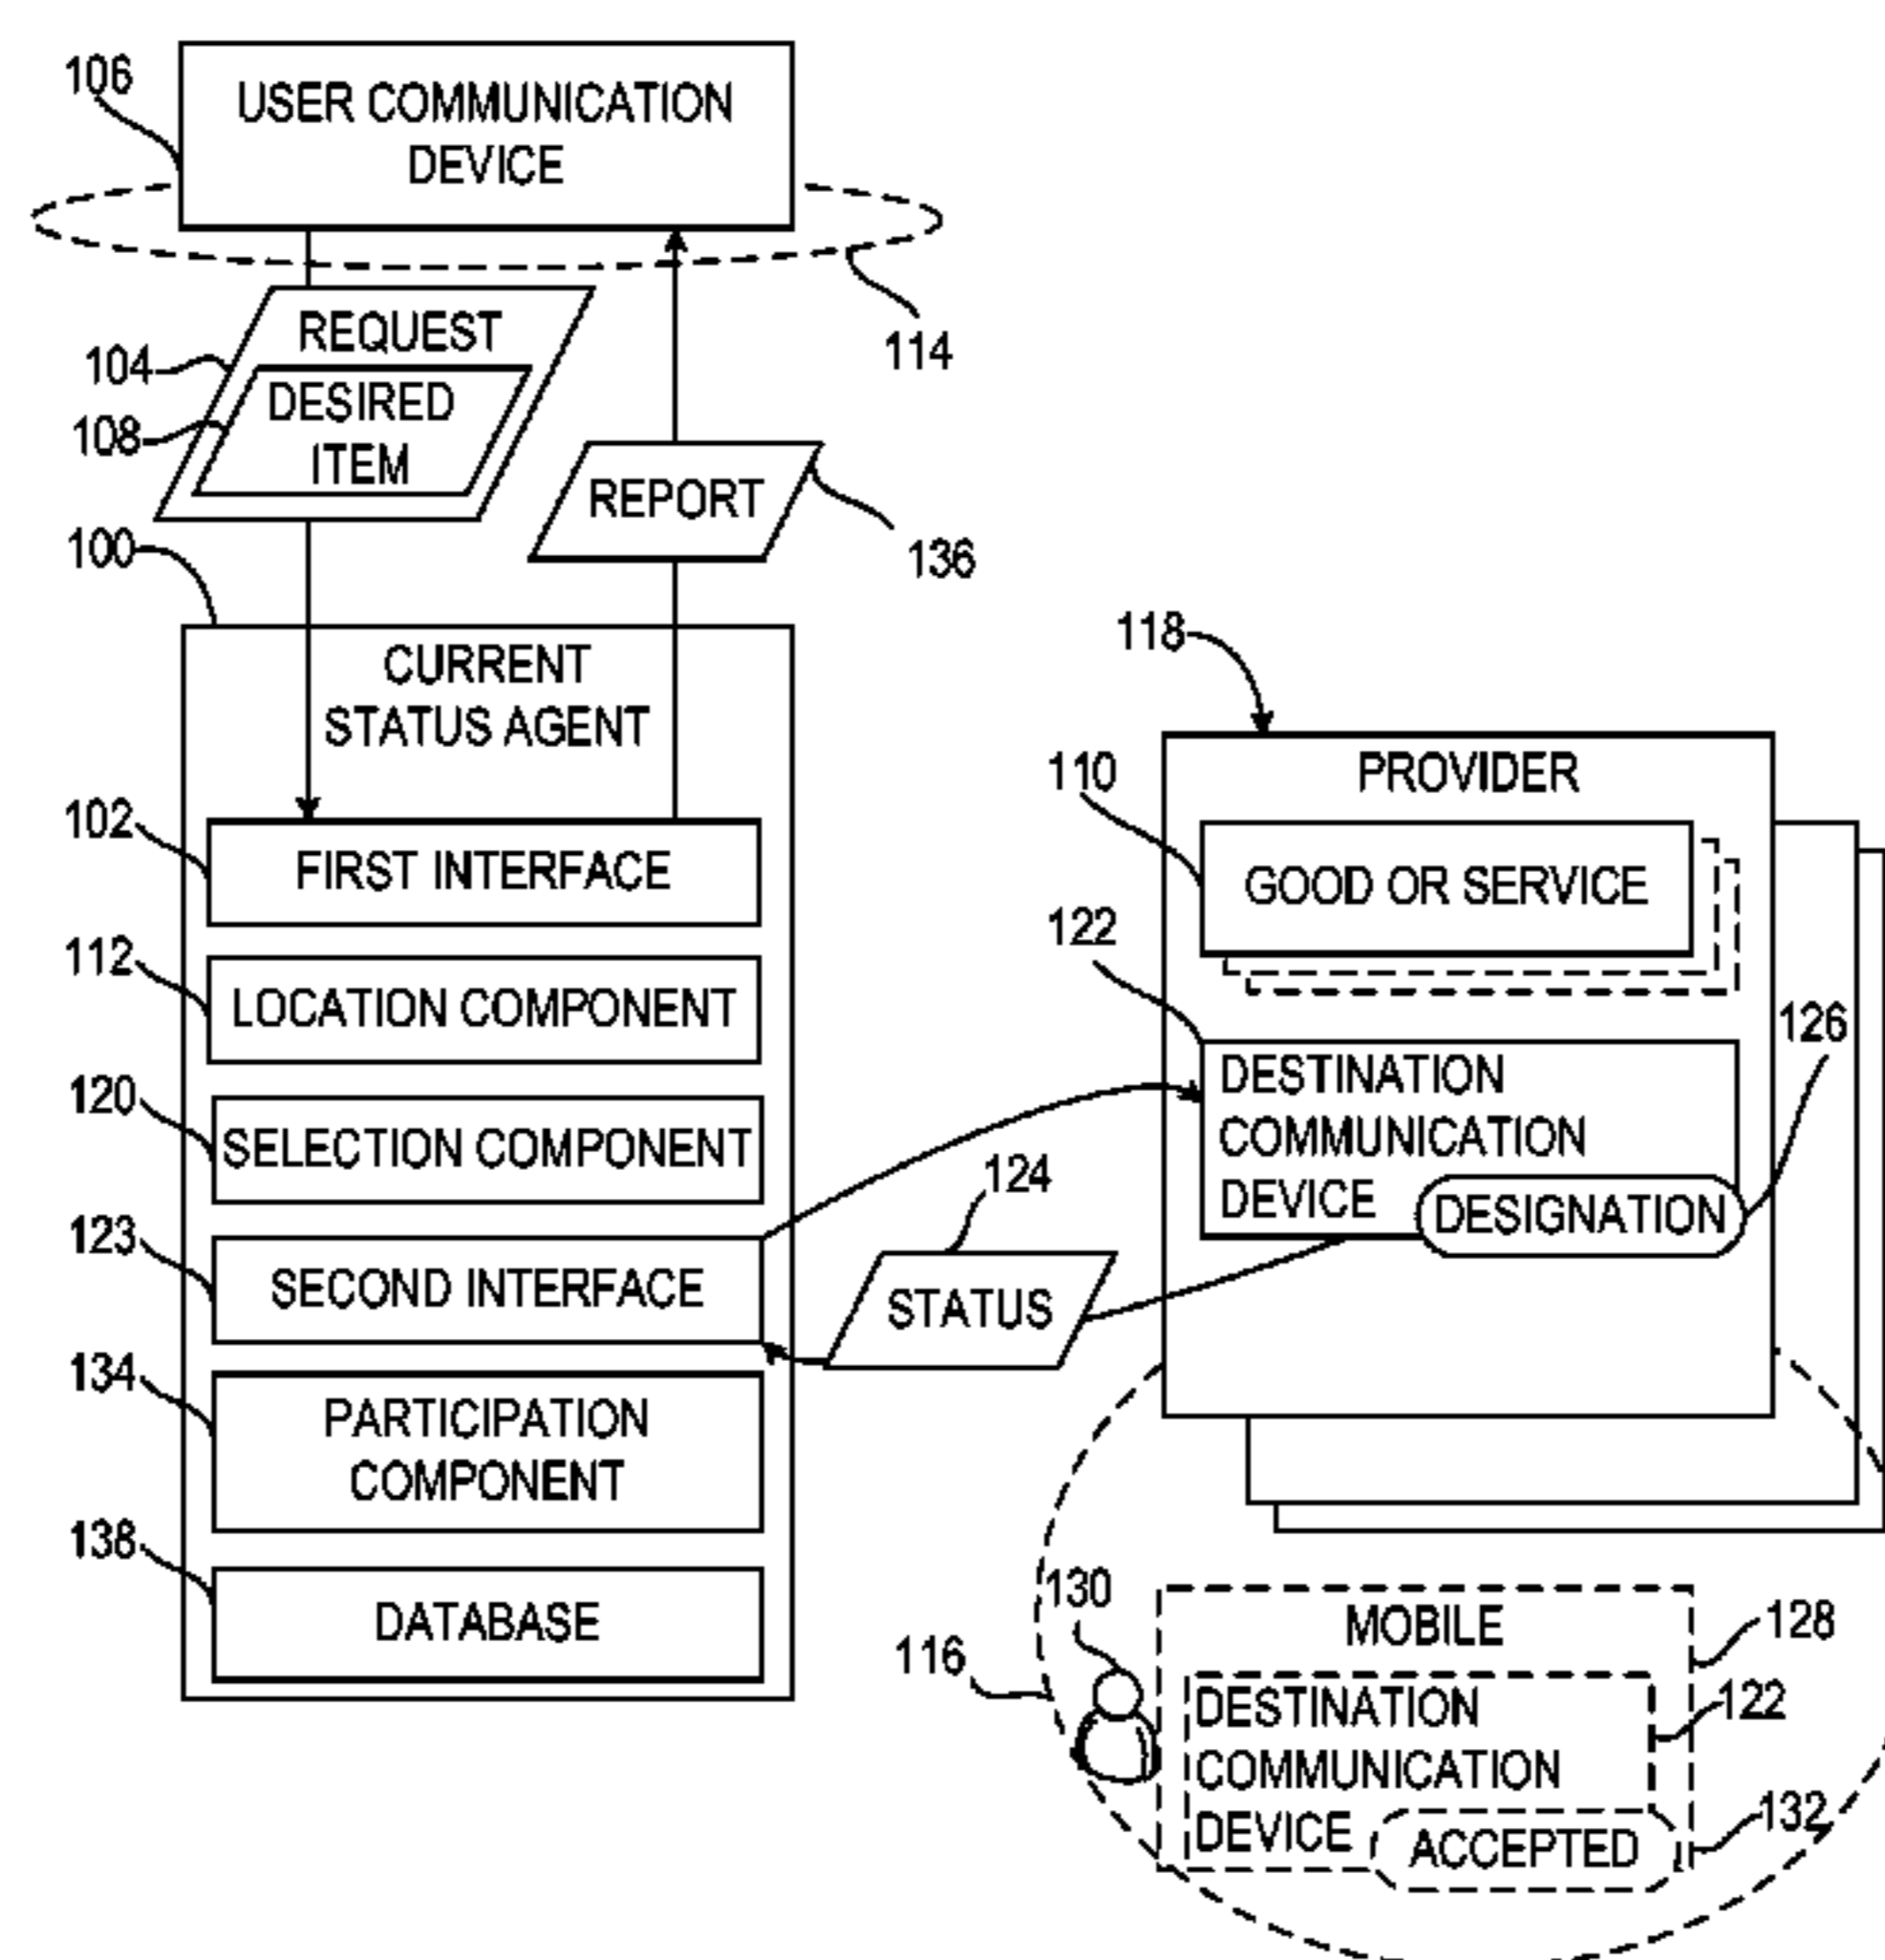 106
USER COMMUNICATION
DEVICE
114
REQUEST
104
DESIRED
108
ITEM
REPORT
136
100
CURRENT
STATUS AGENT
102
FIRST INTERFACE
112
LOCATION COMPONENT
120
SELECTION COMPONENT
123
SECOND INTERFACE
134
PARTICIPATION
COMPONENT
138
DATABASE
124
STATUS
118
PROVIDER
110
GOOD OR SERVICE
122
126
DESTINATION
COMMUNICATION
DEVICE
DESIGNATION
116
130
MOBILE
128
DESTINATION
122
COMMUNICATION
DEVICE
132
ACCEPTED